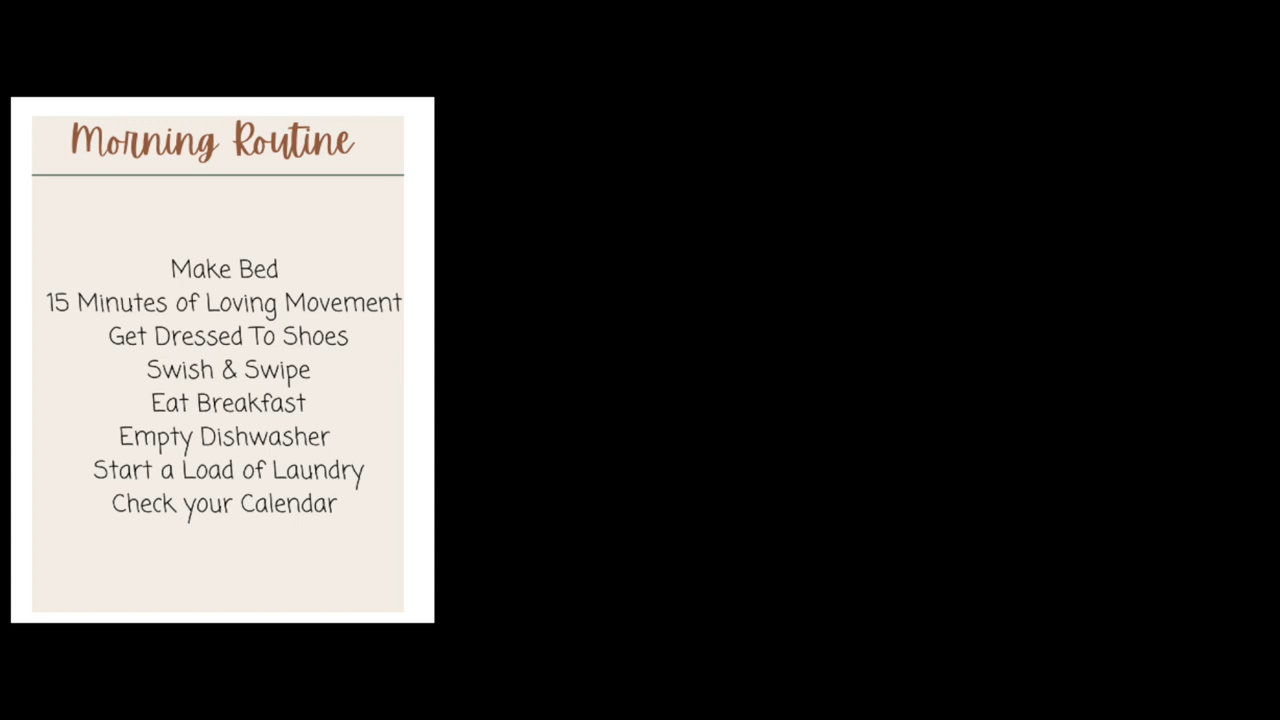 Morning Routine
Make Bed
15 Minutes of Loving Movement
Get Dressed To Shoes
Swish & Swipe
Eat Breakfast
Empty Dishwasher
Start a Load of Laundry
Check your Calendar